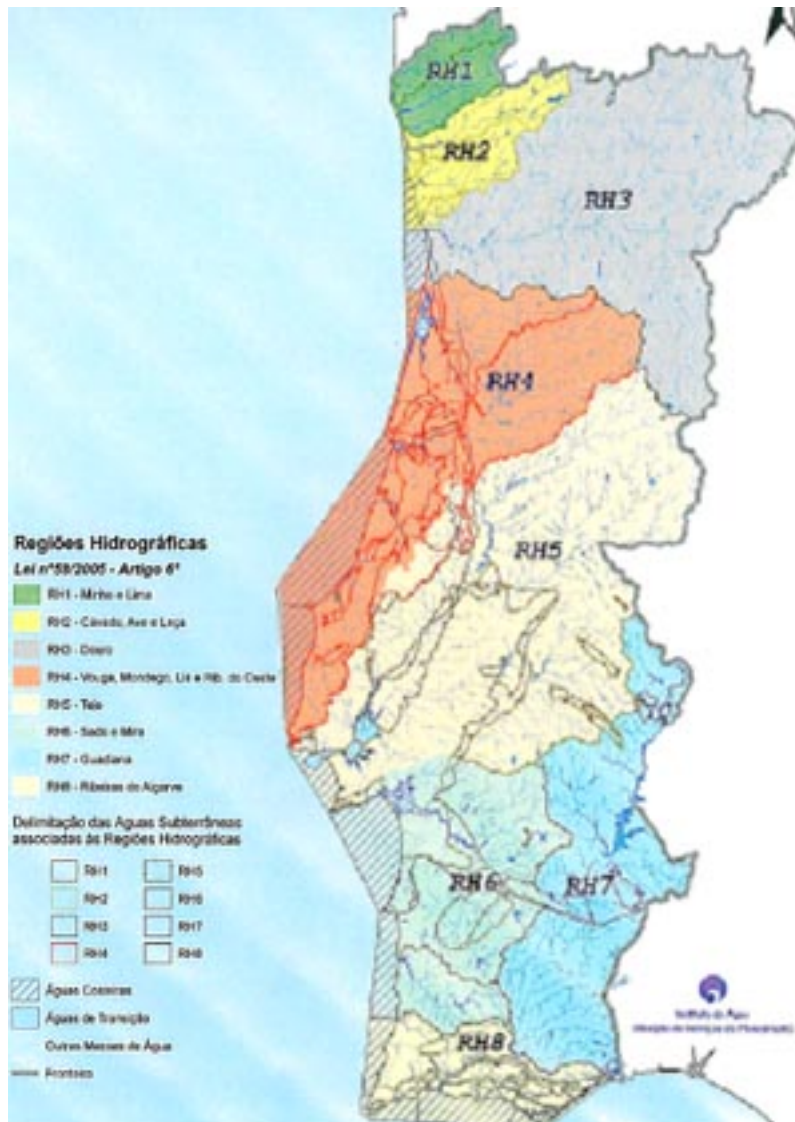 RH1
RH2
RH3
RH4
RH5
RH6
RH7
RH8
Regiões Hidrográficas
Lei nº58/2005 - Artigo 6º
RH1 - Minho e Lima
RH2 - Cávado, Ave e Leça
RH3 - Douro
RH4 - Vouga, Mondego, Lis e Rib. do Oeste
RH5 - Tejo
RH6 - Sado e Mira
RH7 - Guadiana
RH8 - Ribeiras do Algarve
Delimitação das Águas Subterrâneas
associadas às Regiões Hidrográficas
RH1
RH5
RH2
RH6
RH3
RH7
RH4
RH8
Águas Costeiras
Águas de Transição
Outras Massas de Água
Fronteira
Instituto da Água